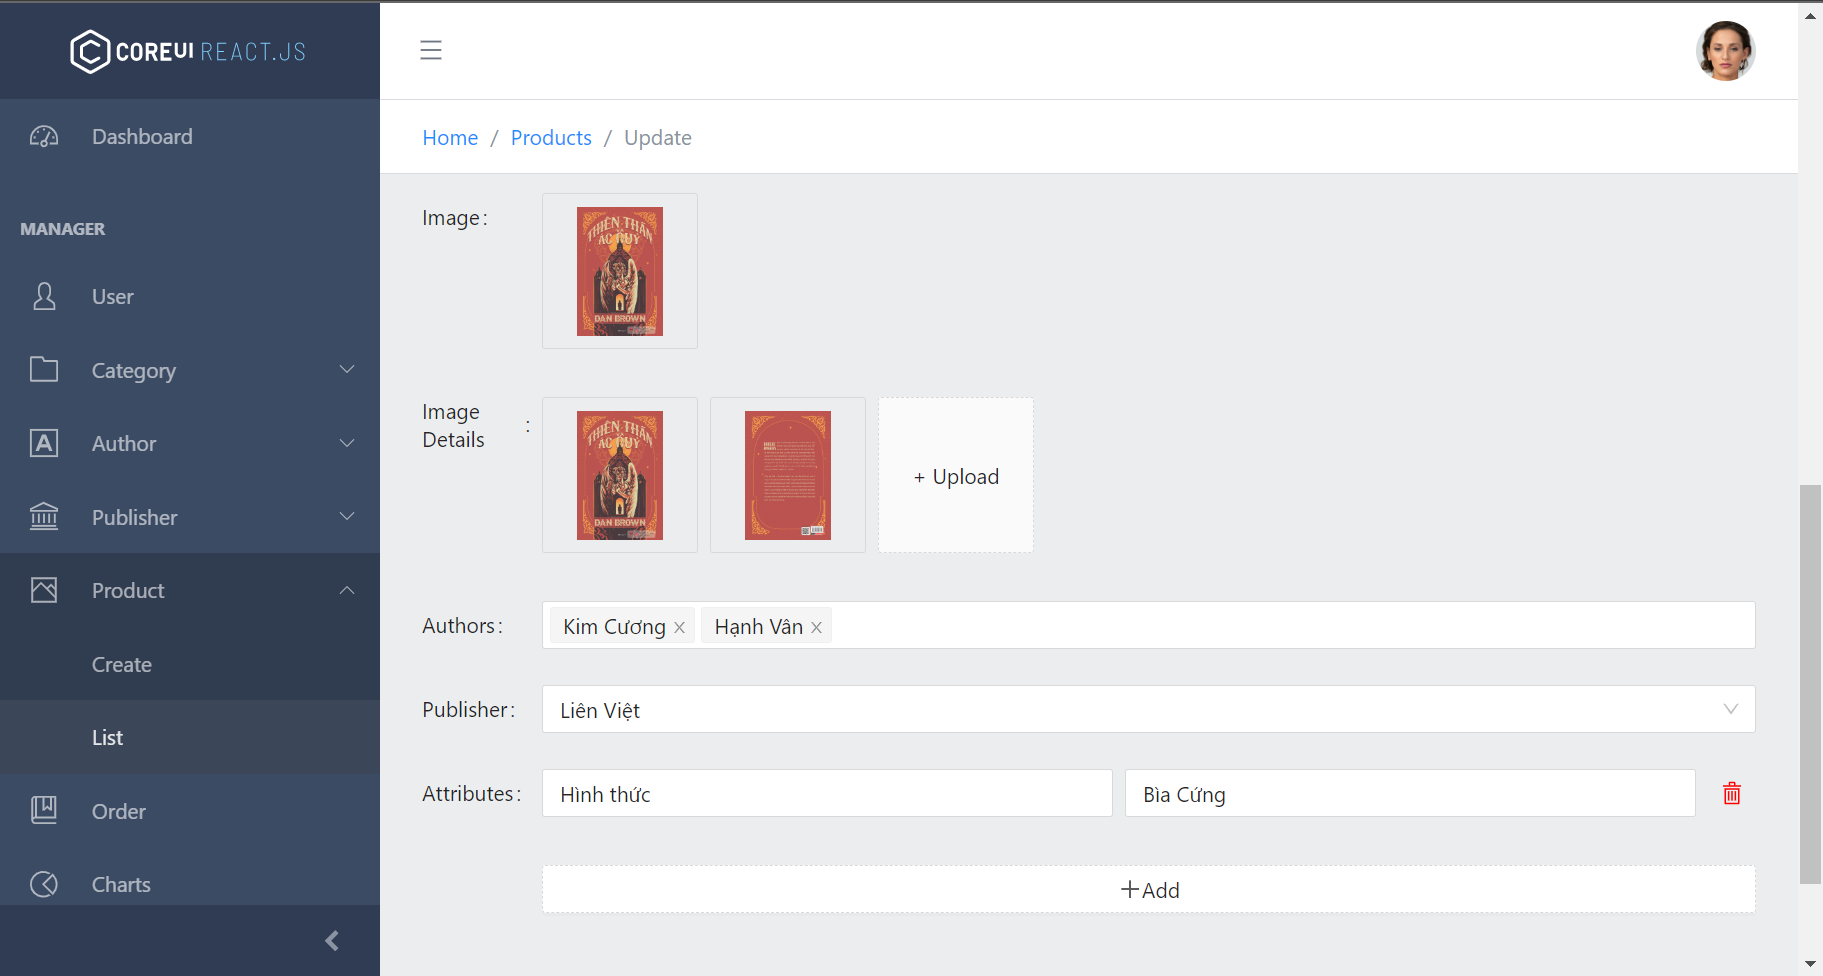 COREUI REACT.JS
Dashboard
MANAGER
User
Category
Author
Publisher
Product
Create
List
Order
Charts
Home / Products / Update
Image :
THIÊN THẦN
ÁC QUỶ
DAN BROWN
Image
Details :
THIÊN THẦN
ÁC QUỶ
DAN BROWN
+ Upload
Authors :
Kim Cương
Hạnh Vân
Publisher :
Liên Việt
Attributes :
Hình thức
Bìa Cứng
Add